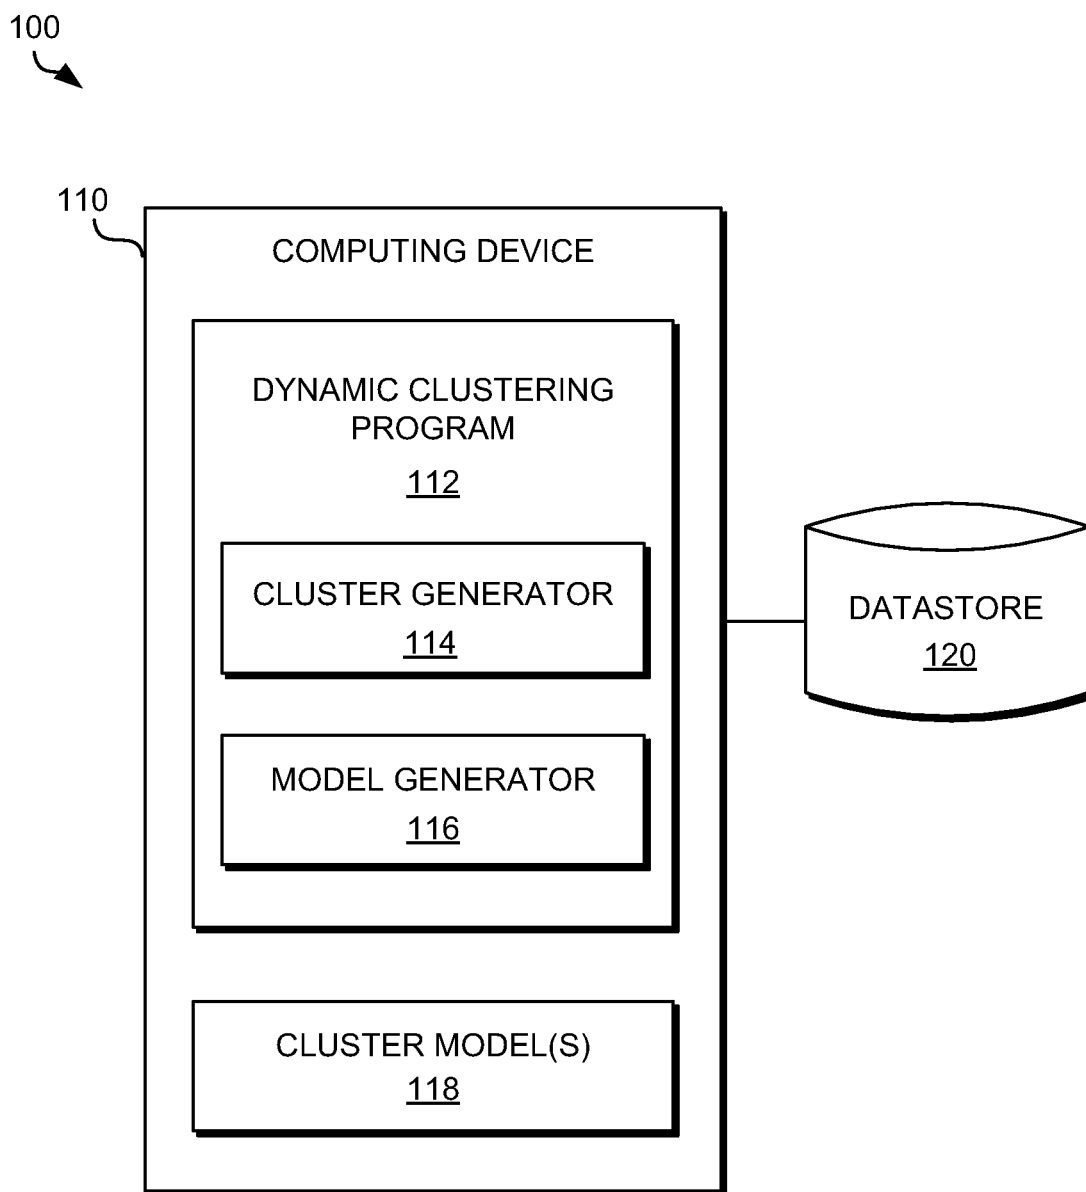 100
110
COMPUTING DEVICE
DYNAMIC CLUSTERING
PROGRAM
112
CLUSTER GENERATOR
114
MODEL GENERATOR
116
CLUSTER MODEL(S)
118
DATASTORE
120